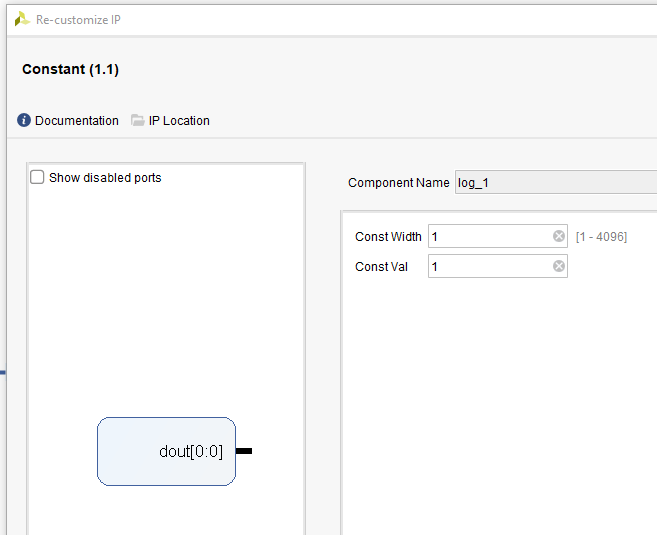 Re-customize IP
Constant (1.1)
Documentation IP Location
Show disabled ports
Component Name log_1
Const Width 1 [1 - 4096]
Const Val 1
dout[0:0]